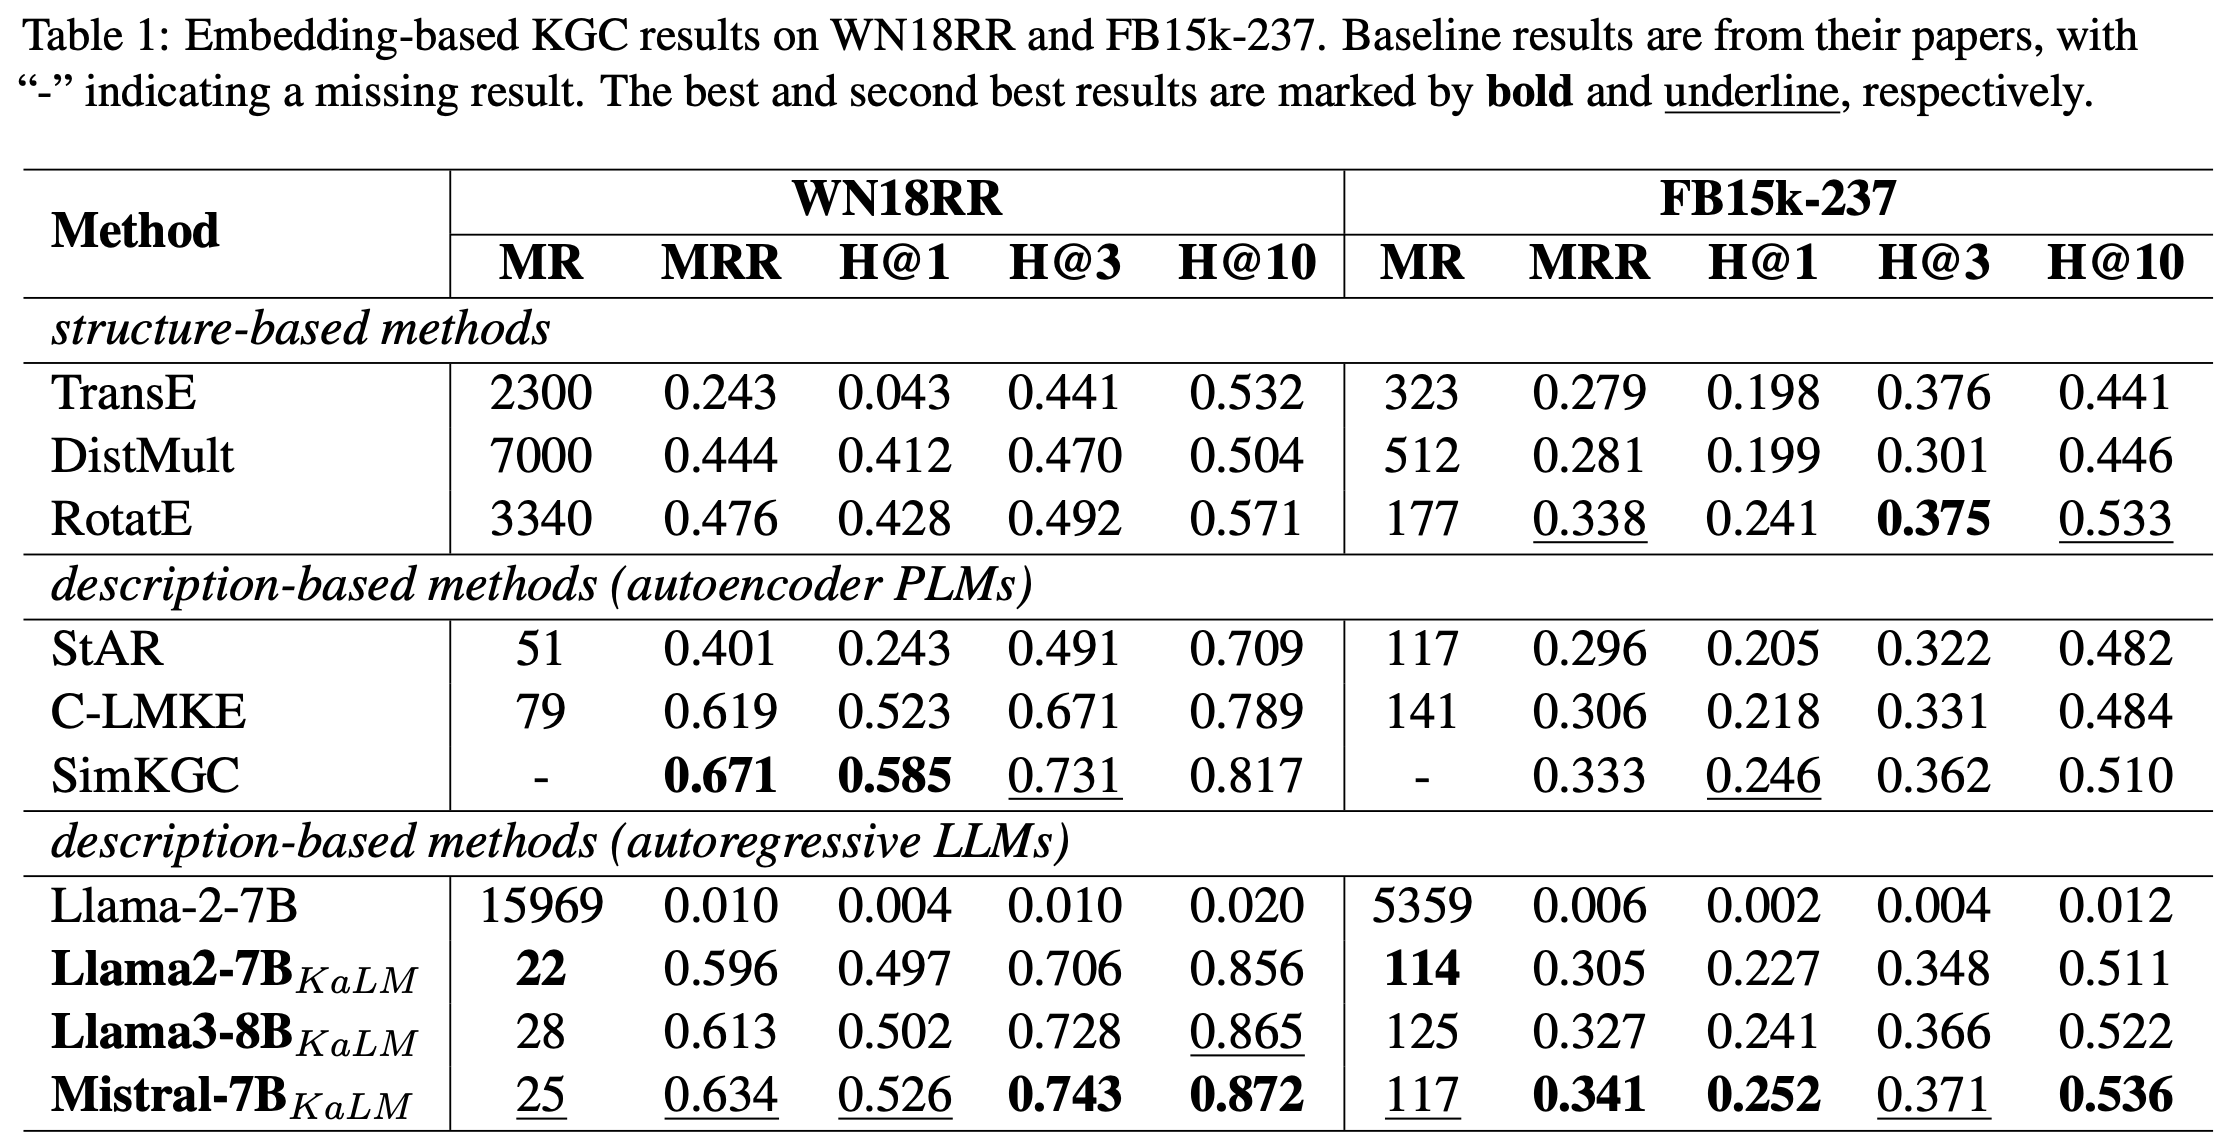 Table 1: Embedding-based KGC results on WN18RR and FB15k-237. Baseline results are from their papers, with
“-” indicating a missing result. The best and second best results are marked by bold and underline, respectively.
Method WN18RR FB15k-237
MR MRR H@1 H@3 H@10 MR MRR H@1 H@3 H@10
structure-based methods
TransE 2300 0.243 0.043 0.441 0.532 323 0.279 0.198 0.376 0.441
DistMult 7000 0.444 0.412 0.470 0.504 512 0.281 0.199 0.301 0.446
RotatE 3340 0.476 0.428 0.492 0.571 177 0.338 0.241 0.375 0.533
description-based methods (autoencoder PLMs)
StAR 51 0.401 0.243 0.491 0.709 117 0.296 0.205 0.322 0.482
C-LMKE 79 0.619 0.523 0.671 0.789 141 0.306 0.218 0.331 0.484
SimKGC - 0.671 0.585 0.731 0.817 - 0.333 0.246 0.362 0.510
description-based methods (autoregressive LLMs)
Llama-2-7B 15969 0.010 0.004 0.010 0.020 5359 0.006 0.002 0.004 0.012
Llama2-7B KaLM 22 0.596 0.497 0.706 0.856 114 0.305 0.227 0.348 0.511
Llama3-8B KaLM 28 0.613 0.502 0.728 0.865 125 0.327 0.241 0.366 0.522
Mistral-7B KaLM 25 0.634 0.526 0.743 0.872 117 0.341 0.252 0.371 0.536